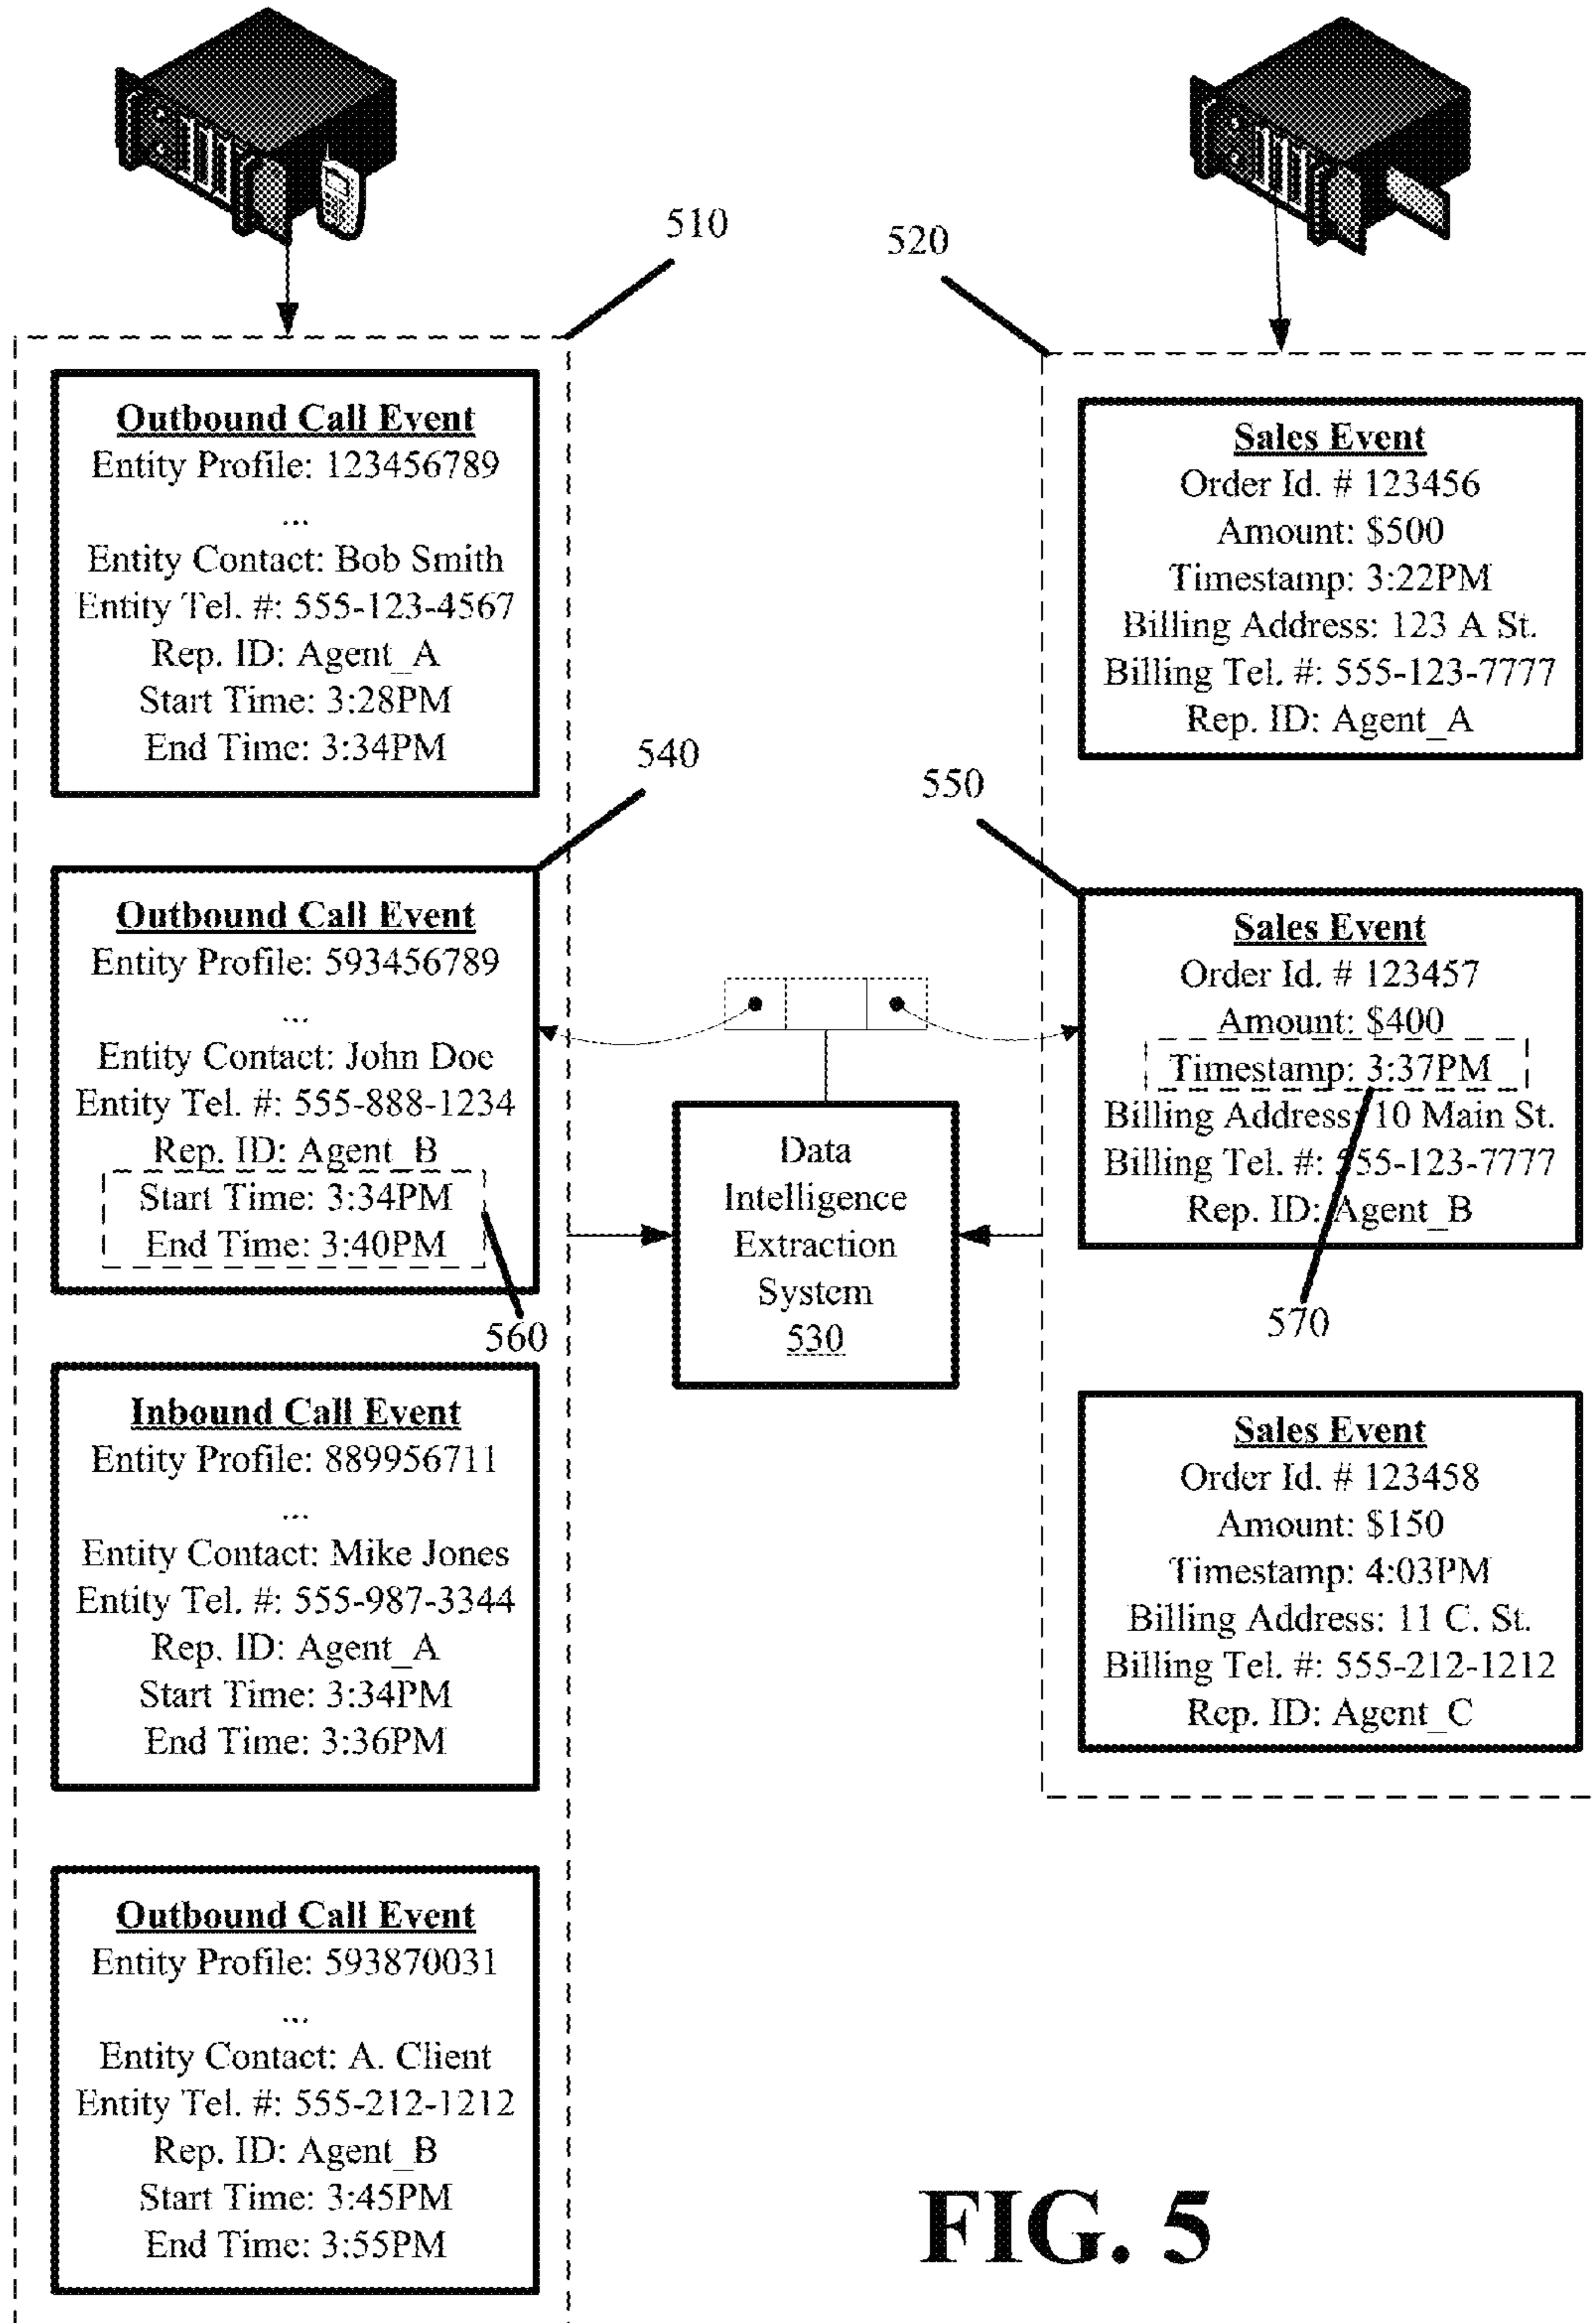 510
520
Outbound Call Event
Entity Profile: 123456789
...
Entity Contact: Bob Smith
Entity Tel. #: 555-123-4567
Rep. ID: Agent_A
Start Time: 3:28PM
End Time: 3:34PM
Sales Event
Order Id. # 123456
Amount: $500
Timestamp: 3:22PM
Billing Address: 123 A St.
Billing Tel. #: 555-123-7777
Rep. ID: Agent_A
540
550
Outbound Call Event
Entity Profile: 593456789
...
Entity Contact: John Doe
Entity Tel. #: 555-888-1234
Rep. ID: Agent_B
Start Time: 3:34PM
End Time: 3:40PM
560
Data
Intelligence
Extraction
System
530
Sales Event
Order Id. # 123457
Amount: $400
Timestamp: 3:37PM
Billing Address: 10 Main St.
Billing Tel. #: 555-123-7777
Rep. ID: Agent_B
570
Inbound Call Event
Entity Profile: 889956711
...
Entity Contact: Mike Jones
Entity Tel. #: 555-987-3344
Rep. ID: Agent_A
Start Time: 3:34PM
End Time: 3:36PM
Sales Event
Order Id. # 123458
Amount: $150
Timestamp: 4:03PM
Billing Address: 11 C. St.
Billing Tel. #: 555-212-1212
Rep. ID: Agent_C
Outbound Call Event
Entity Profile: 593870031
...
Entity Contact: A. Client
Entity Tel. #: 555-212-1212
Rep. ID: Agent_B
Start Time: 3:45PM
End Time: 3:55PM
FIG. 5